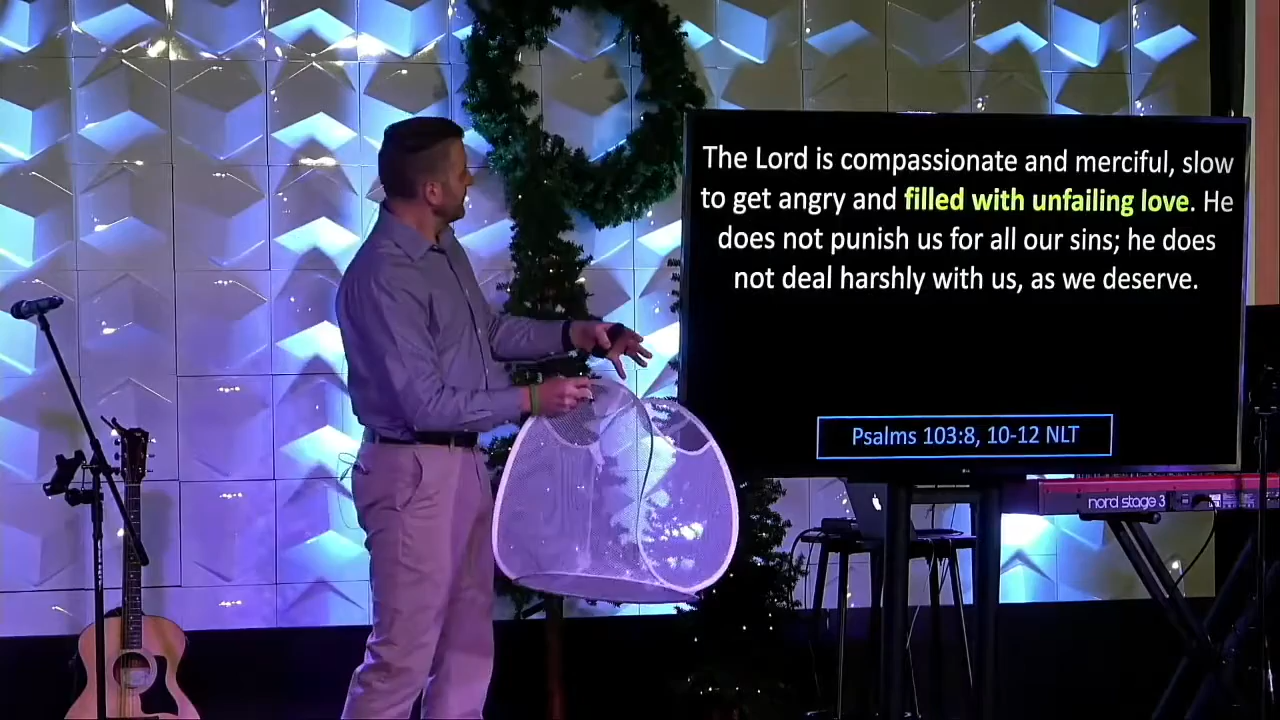 The Lord is compassionate and merciful, slow
to get angry and filled with unfailing love. He
does not punish us for all our sins; he does
not deal harshly with us, as we deserve.
Psalms 103:8, 10-12 NLT
nord stage 3